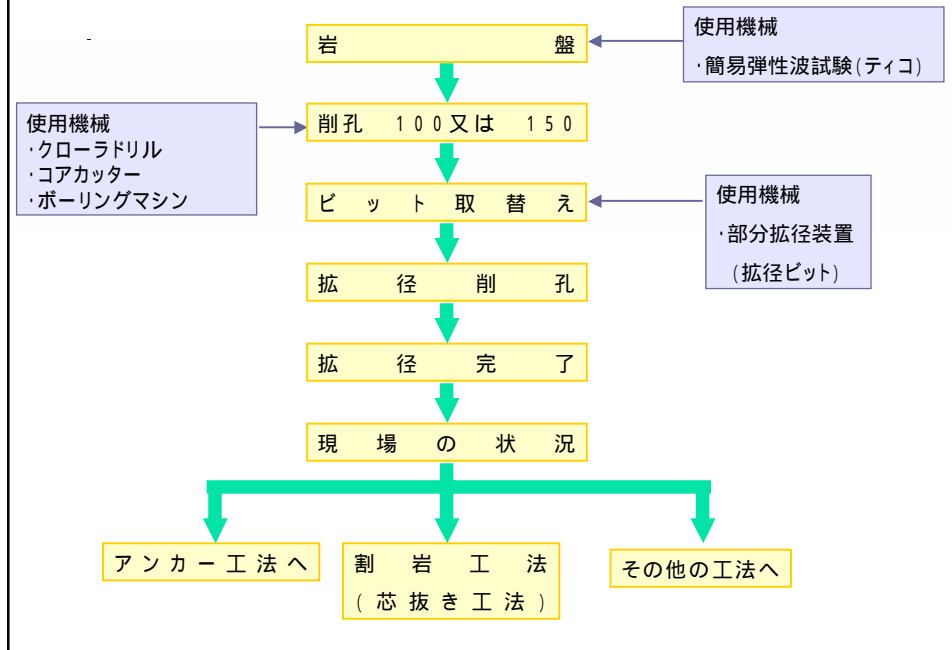 岩盤
使用機械
・簡易弾性波試験(ティコ)
使用機械
・クローラドリル
・コアカッター
・ボーリングマシン
削孔 100又は 150
ビット取替え
使用機械
・部分拡径装置
(拡径ビット)
拡径削孔
拡径完了
現場の状況
アンカー工法へ
割岩工法
(芯抜き工法)
その他の工法へ